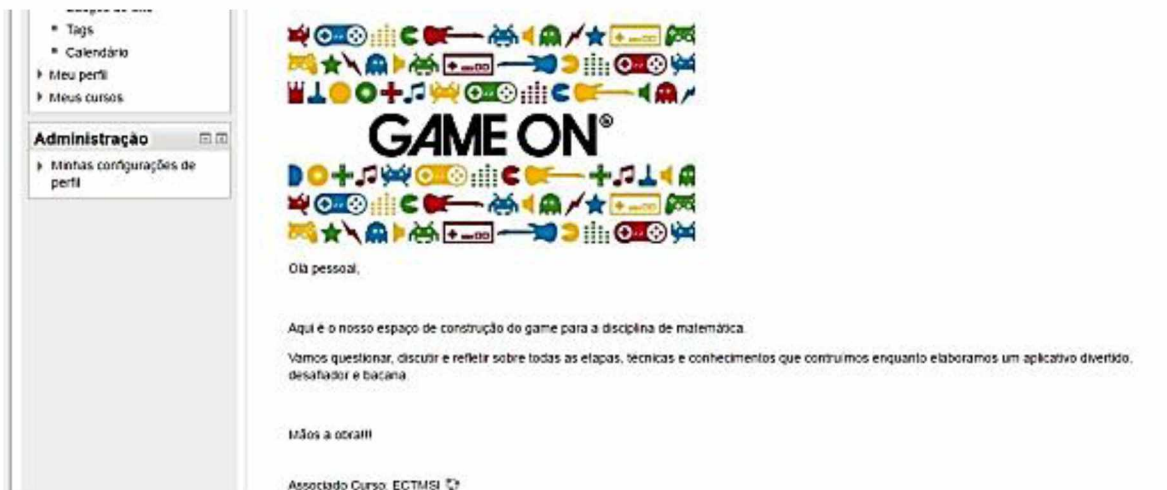 Tags
Calendário
Meu perfil
Meus cursos
Administração
Minhas configurações de
perfil
GAME ON®
Olá pessoal,
Aqui é o nosso espaço de construção do game para a disciplina de matemática.
Vamos questionar, discutir e refletir sobre todas as etapas, técnicas e conhecimentos que contruímos enquanto elaboramos um aplicativo divertido,
desafiador e bacana.
Mãos a obra!!!
Associado Curso: ECTMSI